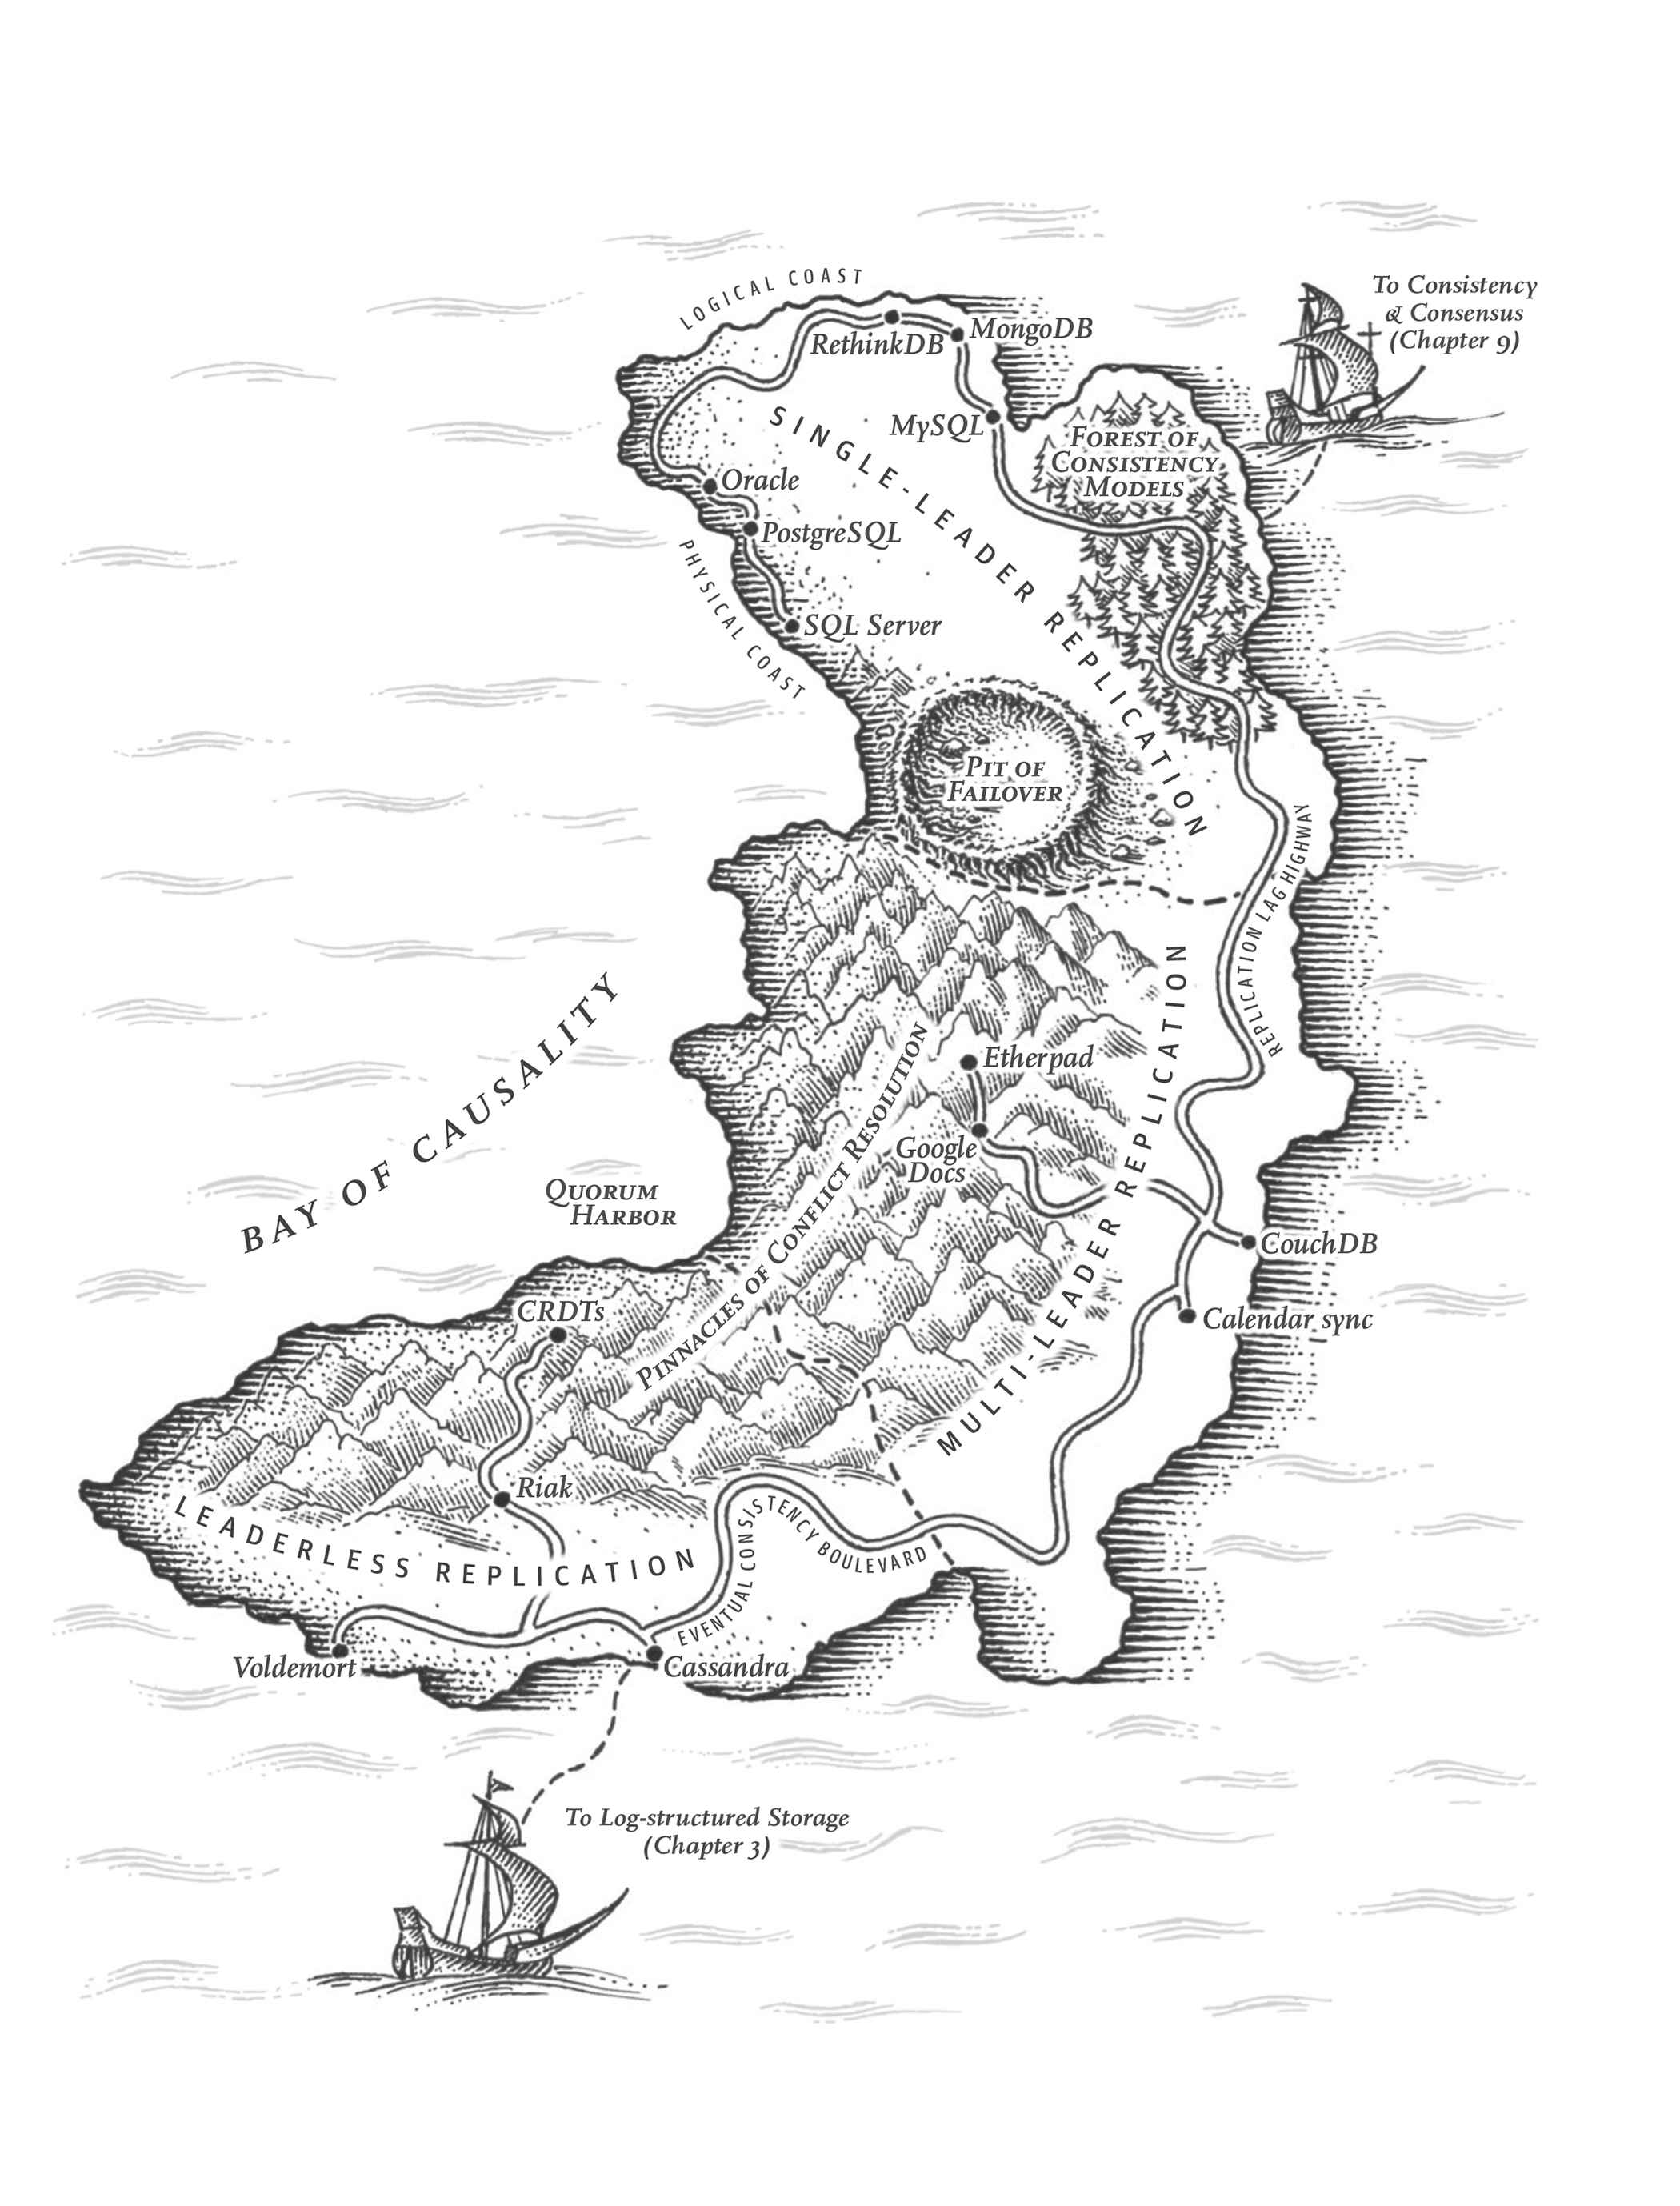 LOGICAL COAST
To Consistency
& Consensus
(Chapter 9)
RethinkDB
MongoDB
MySQL
SINGLE-LEADER REPLICATION
Forest of
Consistency
Models
Oracle
PostgreSQL
PHYSICAL COAST
SQL Server
Pit of
Failover
REPLICATION LAG HIGHWAY
BAY OF CAUSALITY
Etherpad
Google
Docs
Pinnacles of Conflict Resolution
MULTI-LEADER REPLICATION
Quorum
Harbor
CouchDB
CRDTs
Calendar sync
Riak
LEADERLESS REPLICATION
EVENTUAL CONSISTENCY BOULEVARD
Voldemort
Cassandra
To Log-structured Storage
(Chapter 3)